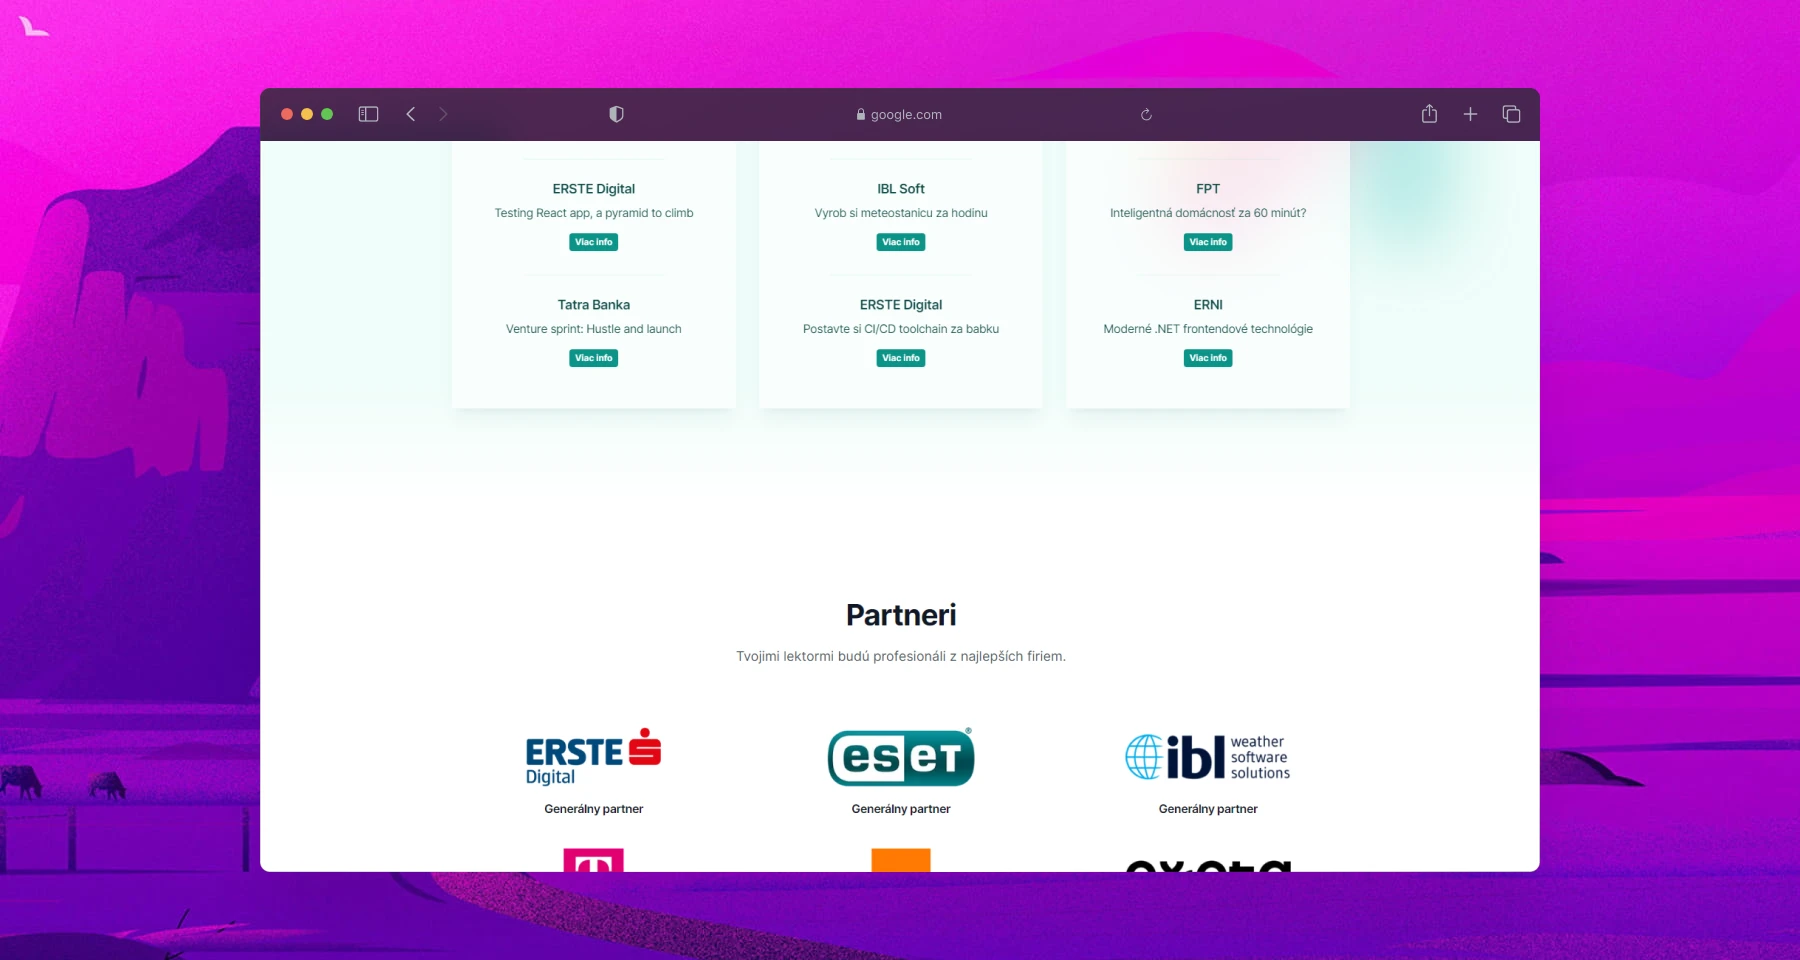 google.com
ERSTE Digital
Testing React app, a pyramid to climb
Viac info
Tatra Banka
Venture sprint: Hustle and launch
Viac info
IBL Soft
Vyrob si meteostanicu za hodinu
Viac info
ERSTE Digital
Postavte si CI/CD toolchain za babku
Viac info
FPT
Inteligentná domácnosť za 60 minút?
Viac info
ERNI
Moderné .NET frontendové technológie
Viac info
Partneri
Tvojimi lektormi budú profesionáli z najlepších firiem.
ERSTE
Digital
Generálny partner
eseT®
Generálny partner
ibl weather
software
solutions
Generálny partner
T